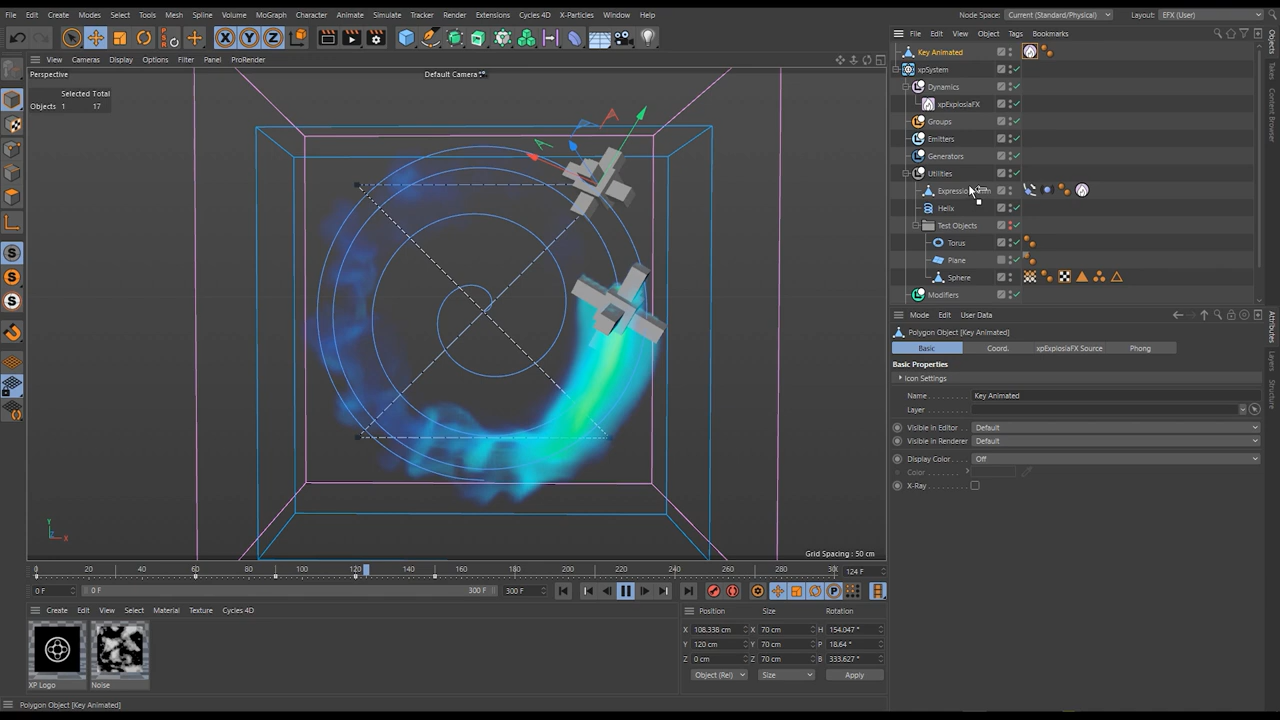 File Edit Create Modes Select Tools Mesh Spline Volume MoGraph Character Animate Simulate Tracker Render Extensions Cycles 4D X-Particles Window Help
Node Space: Current (Standard/Physical) Layout: EFX (User)
View Cameras Display Options Filter Panel ProRender
Perspective
Default Camera
Selected Total
Objects 1 17
Y
Z X
Grid Spacing : 50 cm
0 20 40 60 80 100 120 140 160 180 200 220 240 260 280 30 124 F
0 F 0 F 300 F 300 F
Create Edit View Select Material Texture Cycles 4D
XP Logo Noise
Position Size Rotation
X 108.338 cm X 70 cm H 154.047 °
Y 120 cm Y 70 cm P 18.64 °
Z 0 cm Z 70 cm B 333.627 °
Object (Rel) Size Apply
Polygon Object [Key Animated]
File Edit View Object Tags Bookmarks
Key Animated
xpSystem
Dynamics
xpExplosiaFX
Groups
Emitters
Generators
Utilities
Helix
Test Objects
Torus
Plane
Sphere
Modifiers
Mode Edit User Data
Polygon Object [Key Animated]
Basic Coord. xpExplosiaFX Source Phong
Basic Properties
Icon Settings
Name Key Animated
Layer
Visible in Editor Default
Visible in Renderer Default
Display Color Off
Color
X-Ray
Objects
Takes
Content Browser
Attributes
Layers
Structure